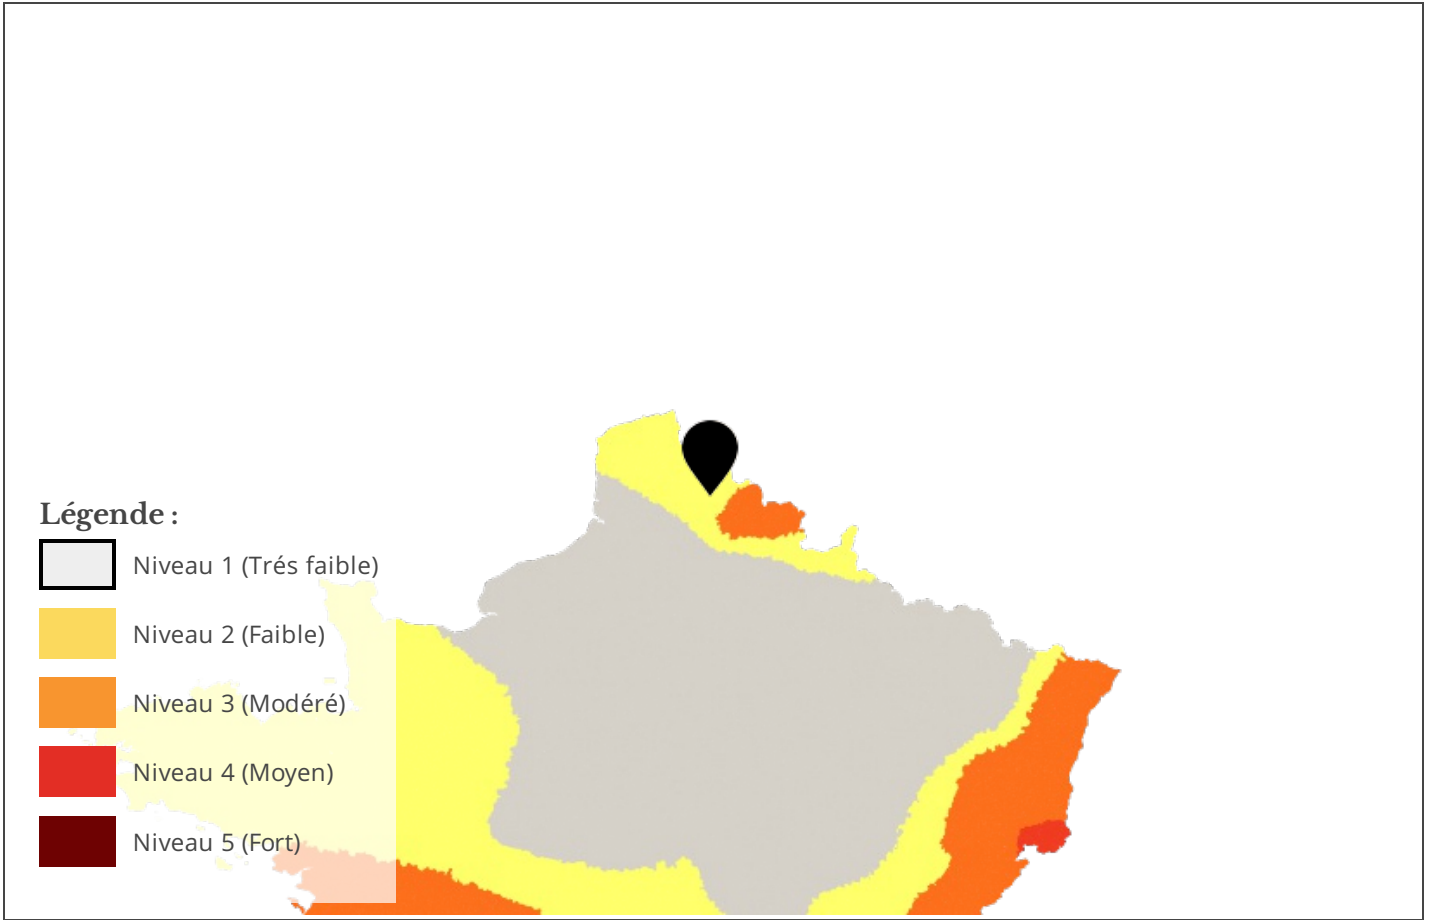 Légende :
Niveau 1 (Trés faible)
Niveau 2 (Faible)
Niveau 3 (Modéré)
Niveau 4 (Moyen)
Niveau 5 (Fort)